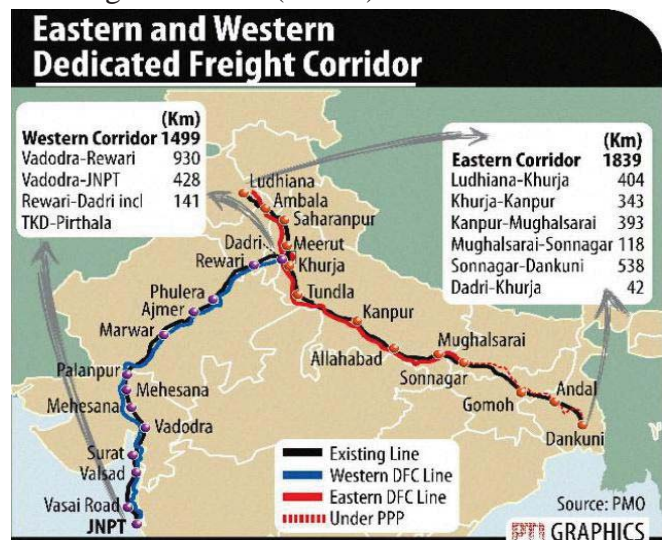 Eastern and Western
Dedicated Freight Corridor
(Km)
Western Corridor 1499
Vadodra-Rewari 930
Vadodra-JNPT 428
Rewari-Dadri incl 141
TKD-Pirthala
(Km)
Eastern Corridor 1839
Ludhiana-Khurja 404
Khurja-Kanpur 343
Kanpur-Mughalsarai 393
Mughalsarai-Sonnagar 118
Sonnagar-Dankuni 538
Dadri-Khurja 42
Ludhiana
Ambala
Saharanpur
Meerut
Dadri
Khurja
Rewari
Tundla
Phulera
Ajmer
Kanpur
Marwar
Mughalsarai
Allahabad
Palanpur
Sonnagar
Mehesana
Andal
Mehesana
Gomoh
Vadodra
Dankuni
Surat
Valsad
Existing Line
Western DFC Line
Eastern DFC Line
Under PPP
Vasai Road
JNPT
Source: PMO
PTI GRAPHICS